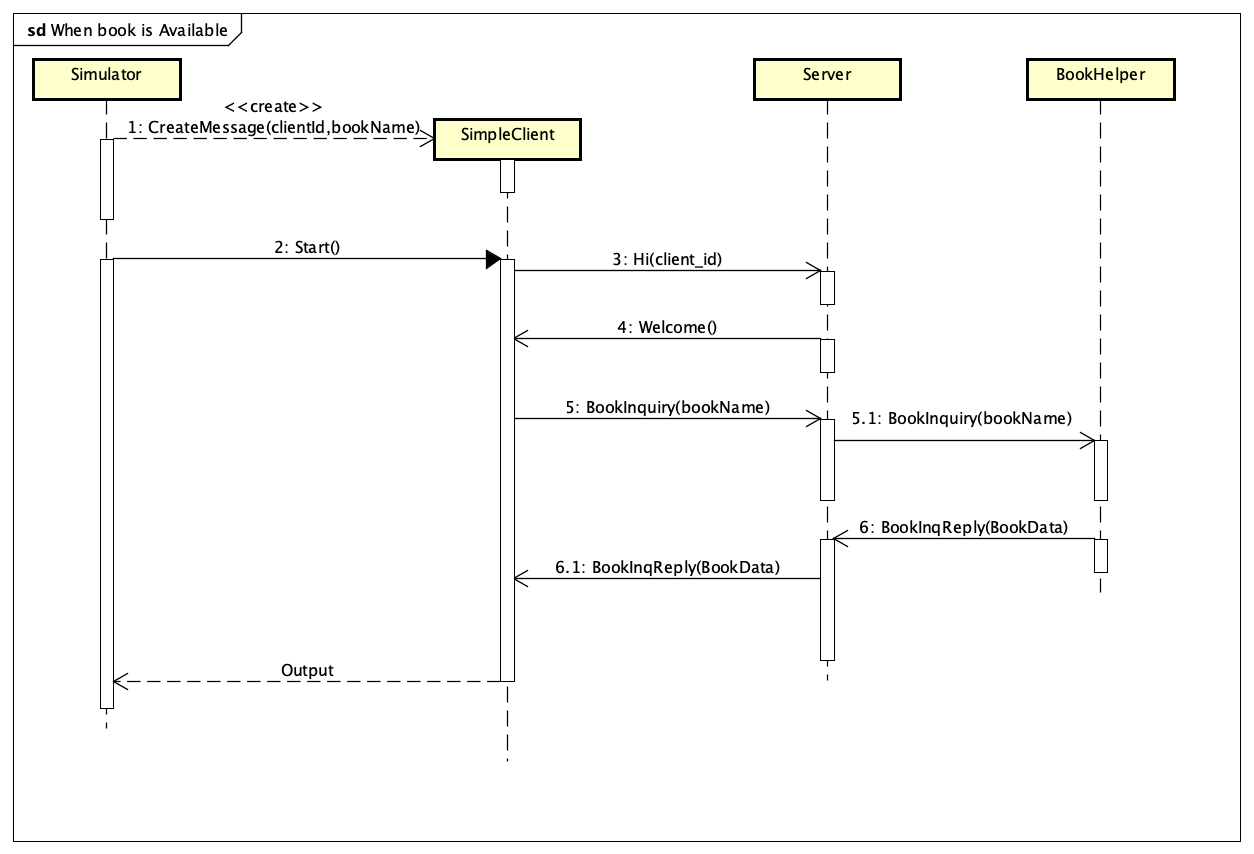 sd When book is Available
Simulator
Server
BookHelper
<<create>>
1: CreateMessage(clientId,bookName)
SimpleClient
2: Start()
3: Hi(client_id)
4: Welcome()
5: BookInquiry(bookName)
5.1: BookInquiry(bookName)
6: BookInqReply(BookData)
6.1: BookInqReply(BookData)
Output